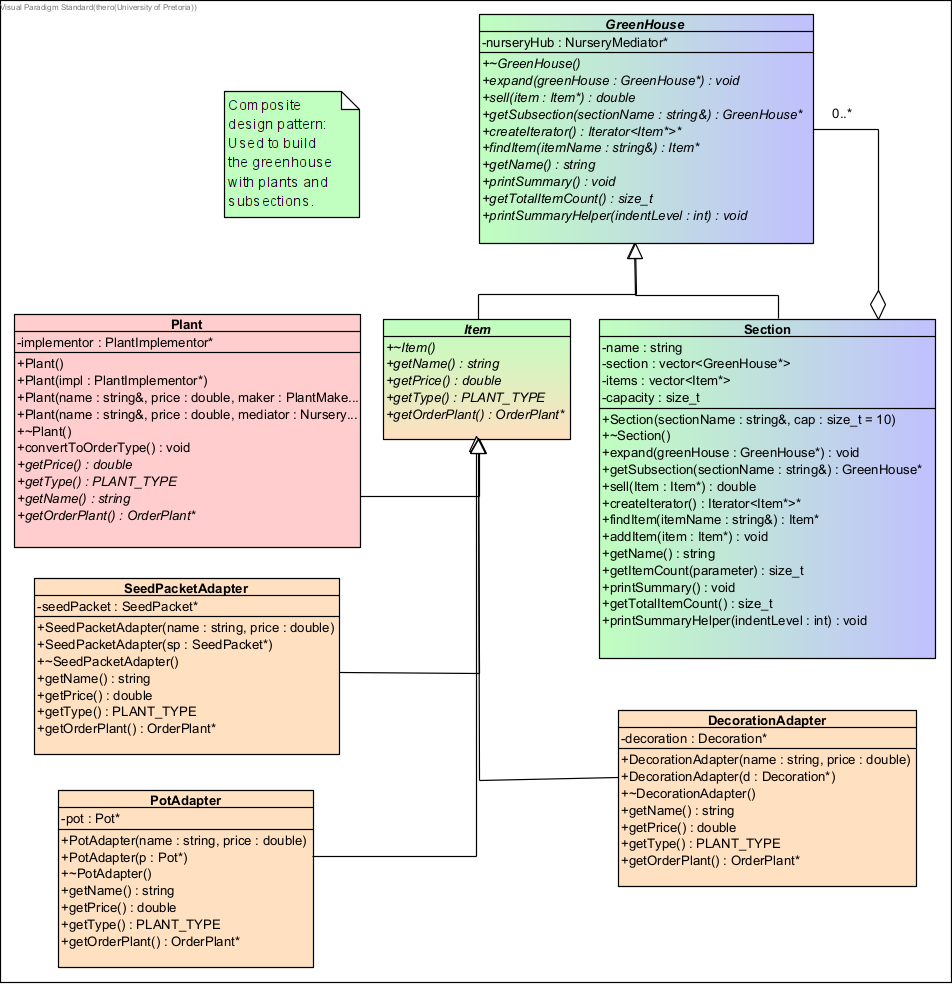 Visual Paradigm Standard(thero(University of Pretoria))
GreenHouse
-nurseryHub : NurseryMediator*
+~GreenHouse()
+expand(greenHouse : GreenHouse*) : void
+sell(item : Item*) : double
+getSubsection(sectionName : string&) : GreenHouse*
+createIterator() : Iterator<Item*>*
+findItem(itemName : string&) : Item*
+getName() : string
+printSummary() : void
+getTotalItemCount() : size_t
+printSummaryHelper(indentLevel : int) : void
Composite
design pattern:
Used to build
the greenhouse
with plants and
subsections.
0..*
Plant
-implementor : PlantImplementor*
+Plant()
+Plant(impl : PlantImplementor*)
+Plant(name : string&, price : double, maker : PlantMake...
+Plant(name : string&, price : double, mediator : Nursery...
+~Plant()
+convertToOrderType() : void
+getPrice() : double
+getType() : PLANT_TYPE
+getName() : string
+getOrderPlant() : OrderPlant*
Item
+~Item()
+getName() : string
+getPrice() : double
+getType() : PLANT_TYPE
+getOrderPlant() : OrderPlant*
Section
-name : string
-section : vector<GreenHouse*>
-items : vector<Item*>
-capacity : size_t
+Section(sectionName : string&, cap : size_t = 10)
+~Section()
+expand(greenHouse : GreenHouse*) : void
+getSubsection(sectionName : string&) : GreenHouse*
+sell(Item : Item*) : double
+createIterator() : Iterator<Item*>*
+findItem(itemName : string&) : Item*
+addItem(item : Item*) : void
+getName() : string
+getItemCount(parameter) : size_t
+printSummary() : void
+getTotalItemCount() : size_t
+printSummaryHelper(indentLevel : int) : void
SeedPacketAdapter
-seedPacket : SeedPacket*
+SeedPacketAdapter(name : string, price : double)
+SeedPacketAdapter(sp : SeedPacket*)
+~SeedPacketAdapter()
+getName() : string
+getPrice() : double
+getType() : PLANT_TYPE
+getOrderPlant() : OrderPlant*
DecorationAdapter
-decoration : Decoration*
+DecorationAdapter(name : string, price : double)
+DecorationAdapter(d : Decoration*)
+~DecorationAdapter()
+getName() : string
+getPrice() : double
+getType() : PLANT_TYPE
+getOrderPlant() : OrderPlant*
PotAdapter
-pot : Pot*
+PotAdapter(name : string, price : double)
+PotAdapter(p : Pot*)
+~PotAdapter()
+getName() : string
+getPrice() : double
+getType() : PLANT_TYPE
+getOrderPlant() : OrderPlant*